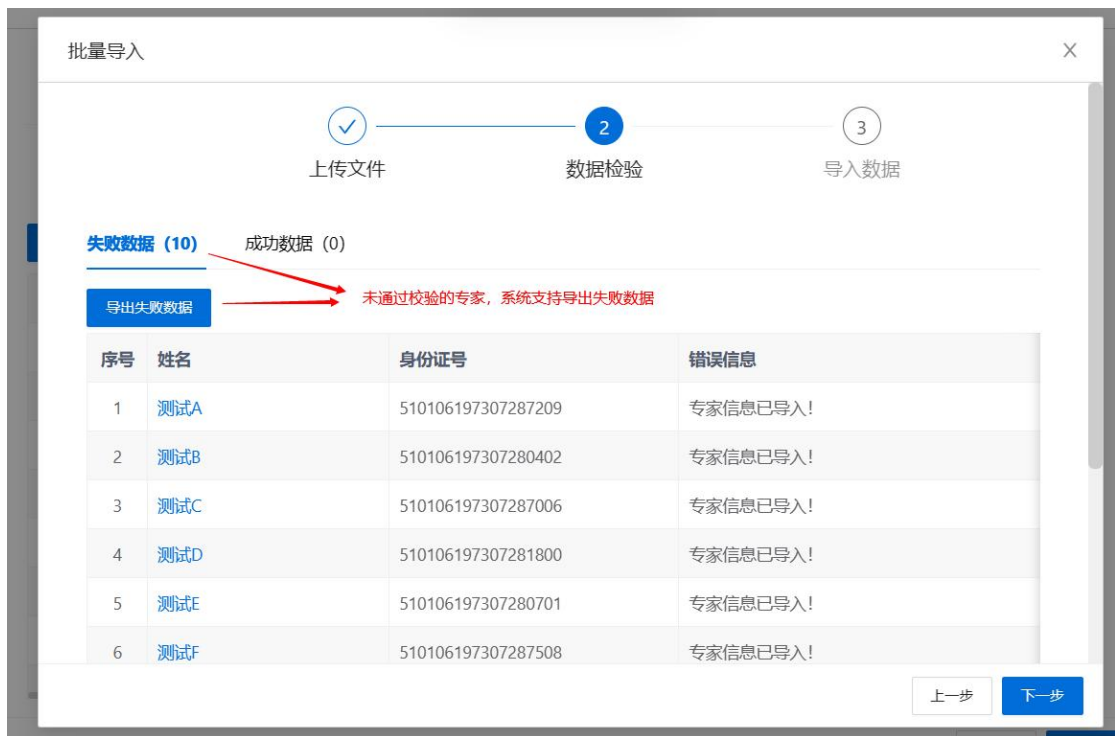 批量导入 X
2 3
上传文件 数据检验 导入数据
失败数据（10） 成功数据（0）
导出失败数据 未通过校验的专家，系统支持导出失败数据
序号 姓名 身份证号 错误信息
1 测试A 510106197307287209 专家信息已导入！
2 测试B 510106197307280402 专家信息已导入！
3 测试C 510106197307287006 专家信息已导入！
4 测试D 510106197307281800 专家信息已导入！
5 测试E 510106197307280701 专家信息已导入！
6 测试F 510106197307287508 专家信息已导入！
上一步 下一步